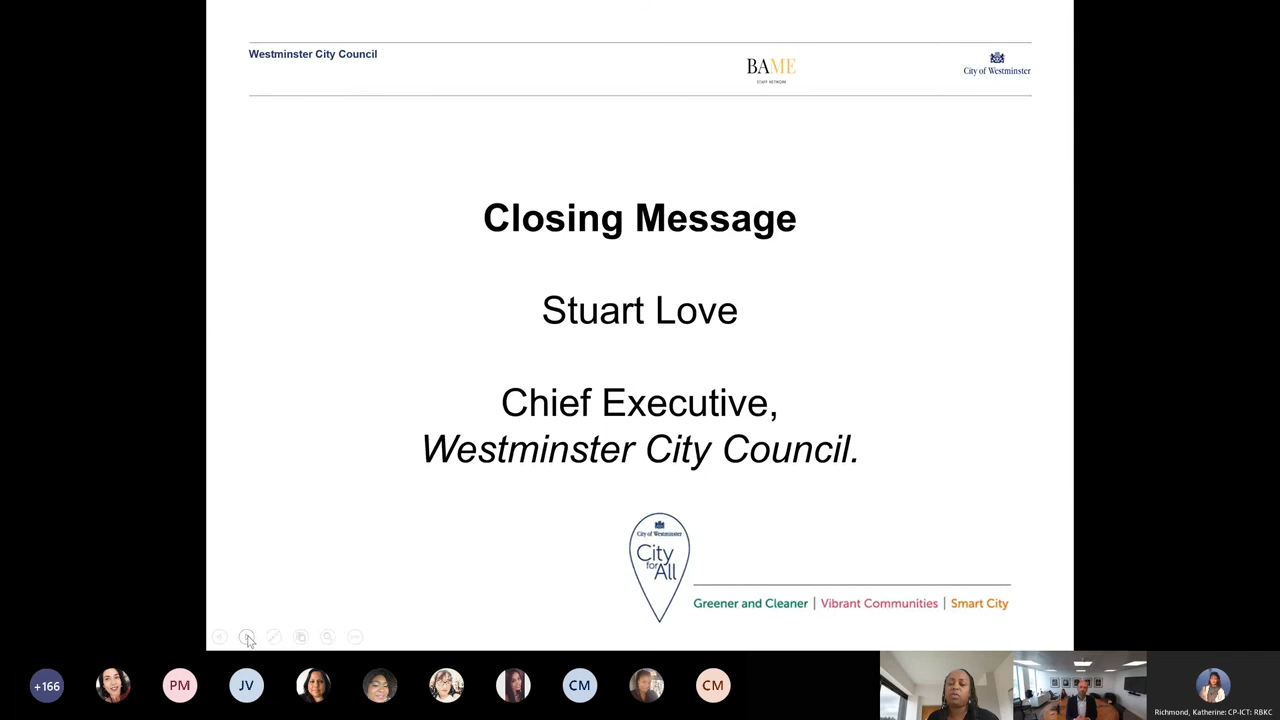 Westminster City Council
BAME
STAFF NETWORK
City of Westminster
Closing Message
Stuart Love
Chief Executive,
Westminster City Council.
City of Westminster
City
for
All
Greener and Cleaner | Vibrant Communities | Smart City
+166
PM
JV
CM
CM
Richmond, Katherine: CP-ICT: RBKC